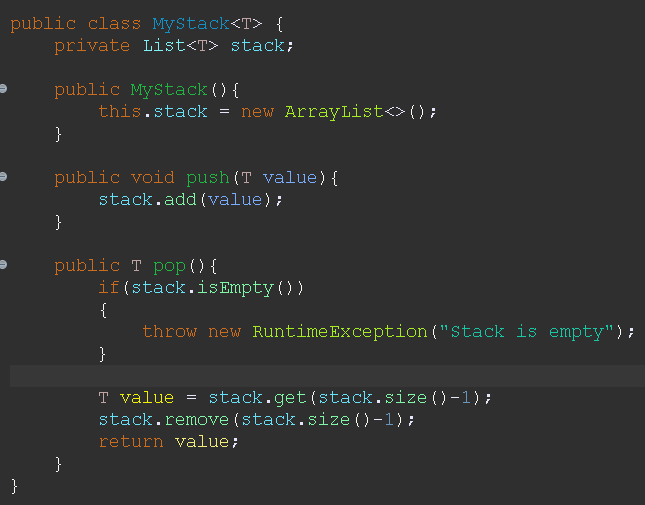 public class MyStack<T> {
    private List<T> stack;

    public MyStack(){
        this.stack = new ArrayList<>();
    }

    public void push(T value){
        stack.add(value);
    }

    public T pop(){
        if(stack.isEmpty())
        {
            throw new RuntimeException("Stack is empty");
        }

        T value = stack.get(stack.size()-1);
        stack.remove(stack.size()-1);
        return value;
    }
}